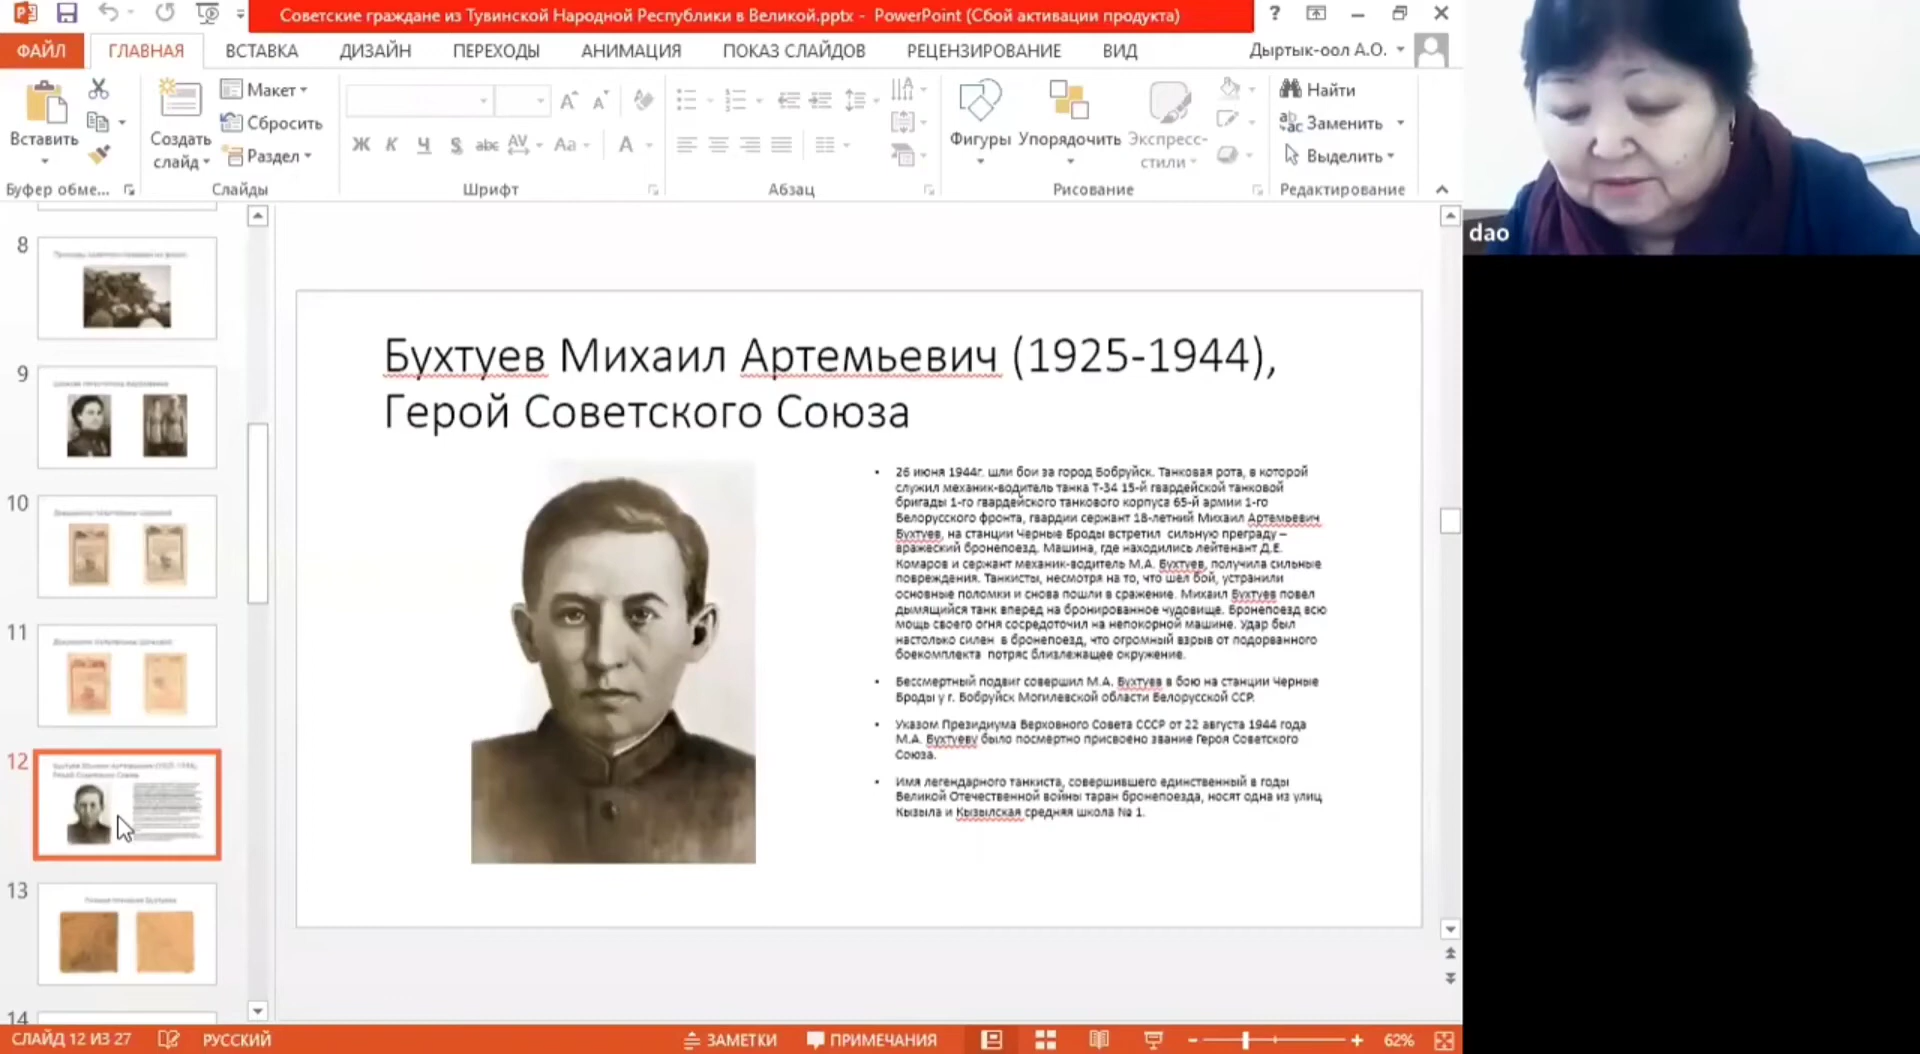 Советские граждане из Тувинской Народной Республики в Великой.pptx - PowerPoint (Сбой активации продукта)
ФАЙЛ ГЛАВНАЯ ВСТАВКА ДИЗАЙН ПЕРЕХОДЫ АНИМАЦИЯ ПОКАЗ СЛАЙДОВ РЕЦЕНЗИРОВАНИЕ ВИД Дыртык-оол А.О.
Вставить
Создать слайд
Макет
Сбросить
Раздел
Ж К Ч S abc AV Aa A
Фигуры Упорядочить Экспресс-стили
Найти
Заменить
Выделить
Буфер обме... Слайды Шрифт Абзац Рисование Редактирование
dao
8
9
10
11
12
13
14
Бухтуев Михаил Артемьевич (1925-1944),
Герой Советского Союза
• 26 июня 1944г. шли бои за город Бобруйск. Танковая рота, в которой
служил механик-водитель танка Т-34 15-й гвардейской танковой
бригады 1-го гвардейского танкового корпуса 65-й армии 1-го
Белорусского фронта, гвардии сержант 18-летний Михаил Артемьевич
Бухтуев, на станции Черные Броды встретил сильную преграду –
вражеский бронепоезд. Машина, где находились лейтенант Д.Е.
Комаров и сержант механик-водитель М.А. Бухтуев, получила сильные
повреждения. Танкисты, несмотря на то, что шел бой, устранили
основные поломки и снова пошли в сражение. Михаил Бухтуев повел
дымящийся танк вперед на бронированное чудовище. Бронепоезд всю
мощь своего огня сосредоточил на непокорной машине. Удар был
настолько силен в бронепоезд, что огромный взрыв от подорванного
боекомплекта потряс близлежащее окружение.
• Бессмертный подвиг совершил М.А. Бухтуев в бою на станции Черные
Броды у г. Бобруйск Могилевской области Белорусской ССР.
• Указом Президиума Верховного Совета СССР от 22 августа 1944 года
М.А. Бухтуеву было посмертно присвоено звание Героя Советского
Союза.
• Имя легендарного танкиста, совершившего единственный в годы
Великой Отечественной войны таран бронепоезда, носят одна из улиц
Кызыла и Кызылская средняя школа № 1.
СЛАЙД 12 ИЗ 27 РУССКИЙ ЗАМЕТКИ ПРИМЕЧАНИЯ 62%